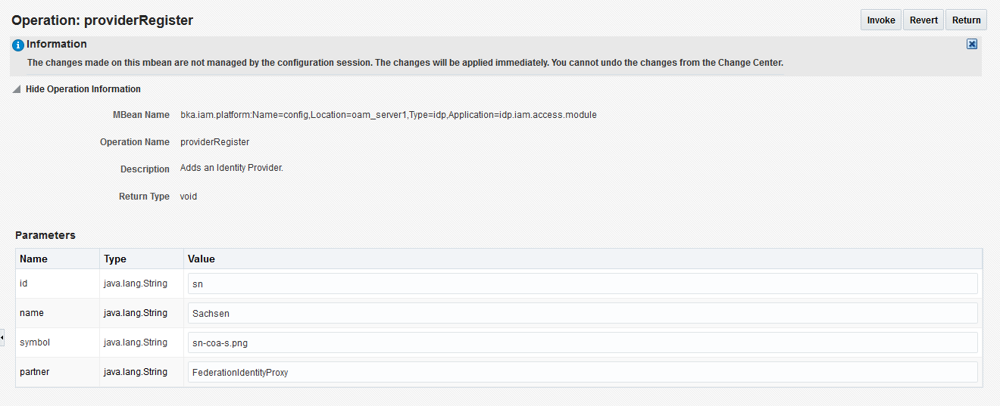 Operation: providerRegister
Invoke
Revert
Return
Information
The changes made on this mbean are not managed by the configuration session. The changes will be applied immediately. You cannot undo the changes from the Change Center.
Hide Operation Information
MBean Name bka.iam.platform:Name=config,Location=oam_server1,Type=idp,Application=idp.iam.access.module
Operation Name providerRegister
Description Adds an Identity Provider.
Return Type void
Parameters
Name Type Value
id java.lang.String sn
name java.lang.String Sachsen
symbol java.lang.String sn-coa-s.png
partner java.lang.String FederationIdentityProxy